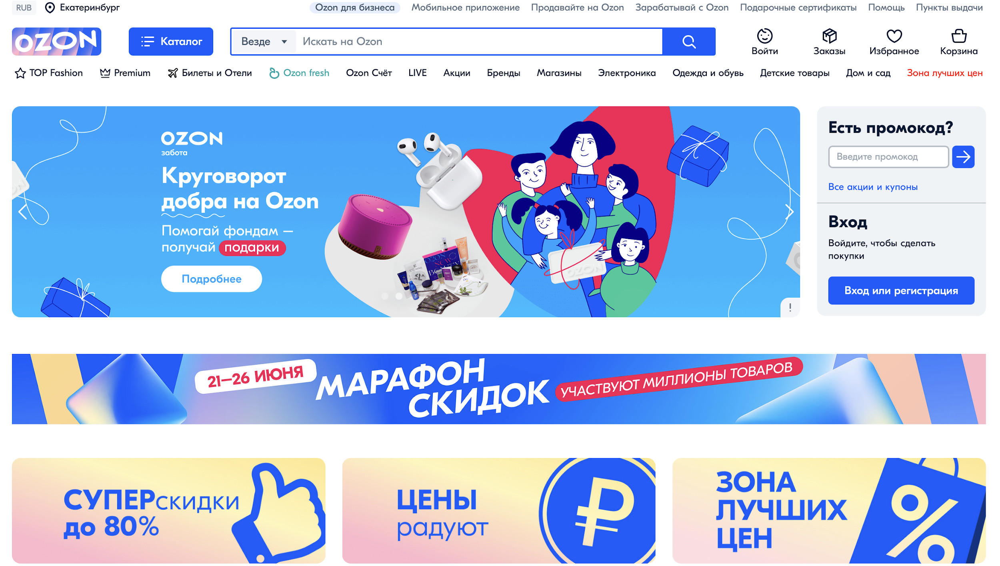 RUB
Екатеринбург
Ozon для бизнеса
Мобильное приложение
Продавайте на Ozon
Зарабатывай с Ozon
Подарочные сертификаты
Помощь
Пункты выдачи
OZON
Каталог
Везде
Искать на Ozon
Войти
Заказы
Избранное
Корзина
TOP Fashion
Premium
Билеты и Отели
Ozon fresh
Ozon Счёт
LIVE
Акции
Бренды
Магазины
Электроника
Одежда и обувь
Детские товары
Дом и сад
Зона лучших цен
OZON
забота
Круговорот
добра на Ozon
Помогай фондам —
получай подарки
Подробнее
OZON
!
Есть промокод?
Введите промокод
Все акции и купоны
Вход
Войдите, чтобы сделать
покупки
Вход или регистрация
21—26 ИЮНЯ
МАРАФОН
СКИДОК
УЧАСТВУЮТ МИЛЛИОНЫ ТОВАРОВ
СУПЕРскидки
до 80%
ЦЕНЫ
радуют
₽
ЗОНА
ЛУЧШИХ
ЦЕН
%